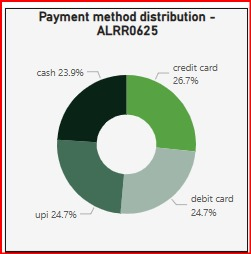 Payment method distribution -
ALRR0625
cash 23.9%
credit card
26.7%
upi 24.7%
debit card
24.7%